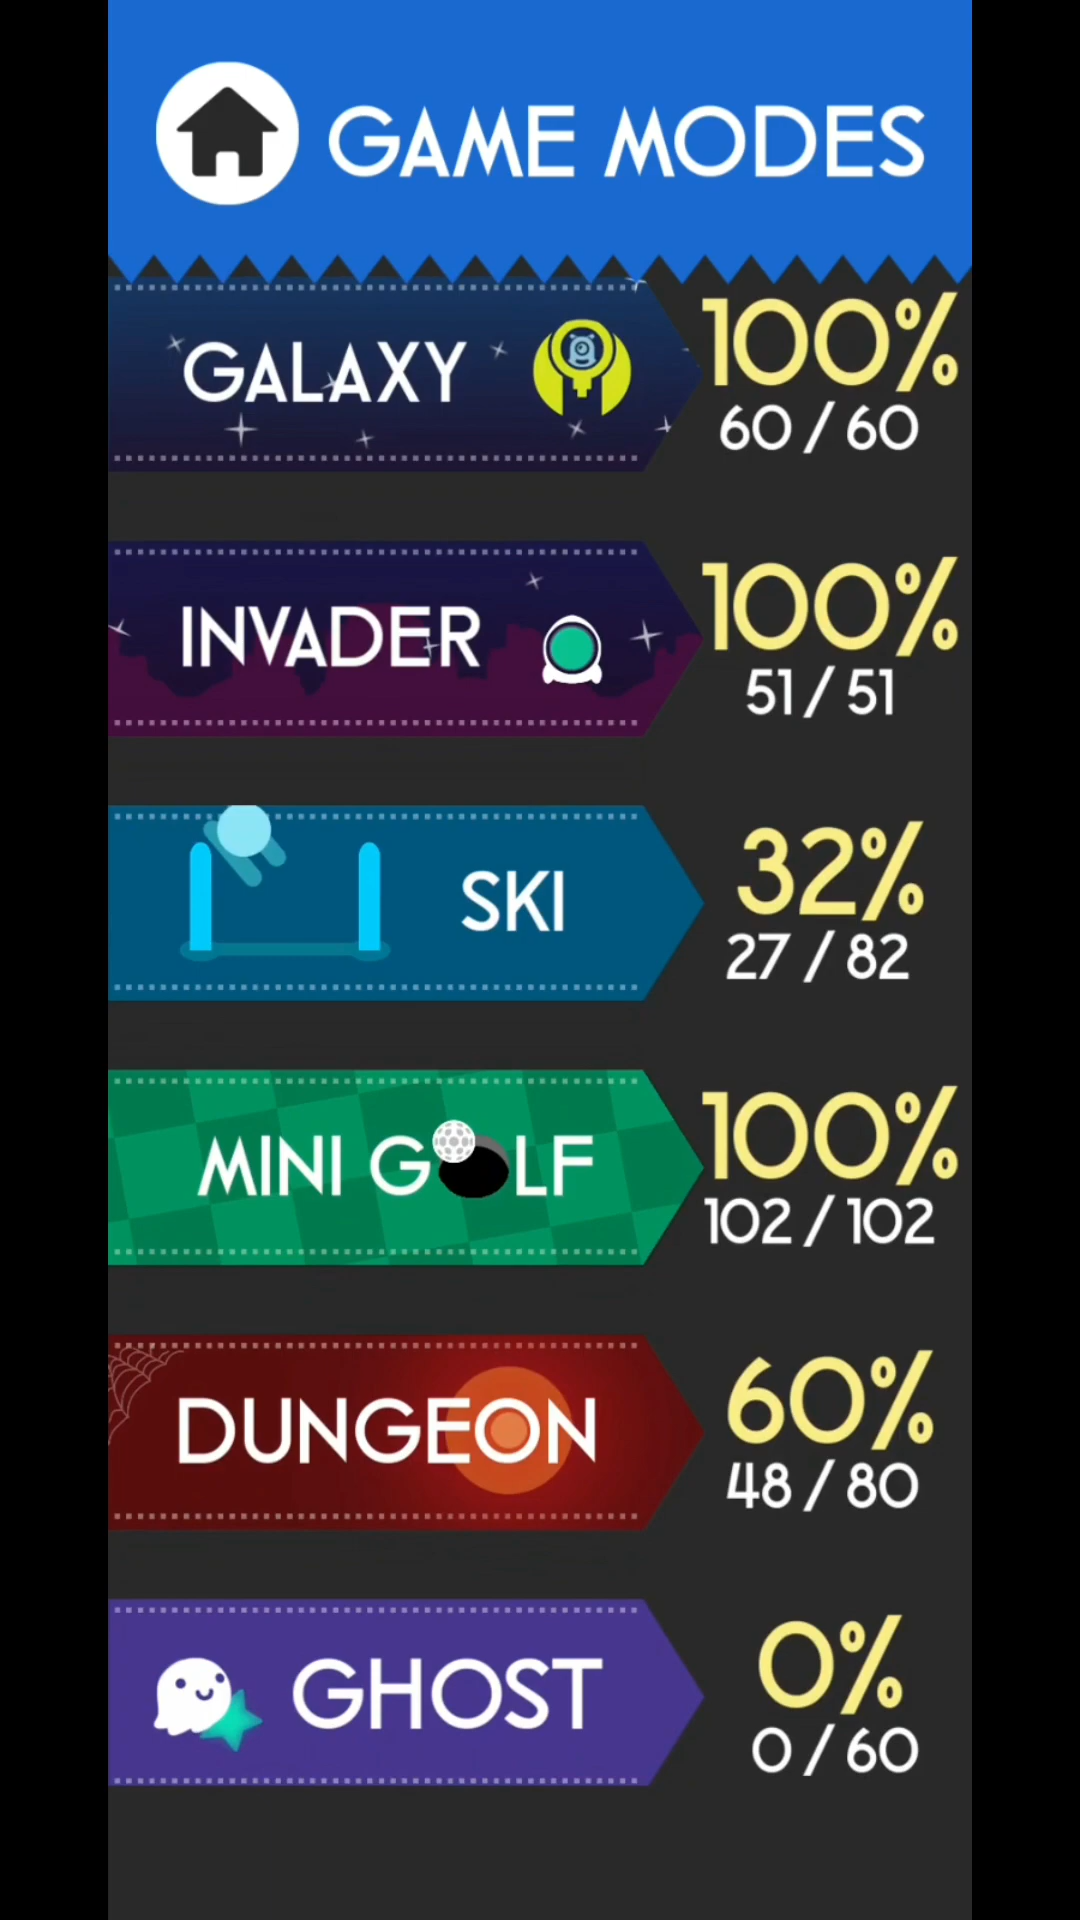 GAME MODES
GALAXY
100%
60 / 60
INVADER
100%
51 / 51
SKI
32%
27 / 82
MINI GOLF
100%
102 / 102
DUNGEON
60%
48 / 80
GHOST
0%
0 / 60